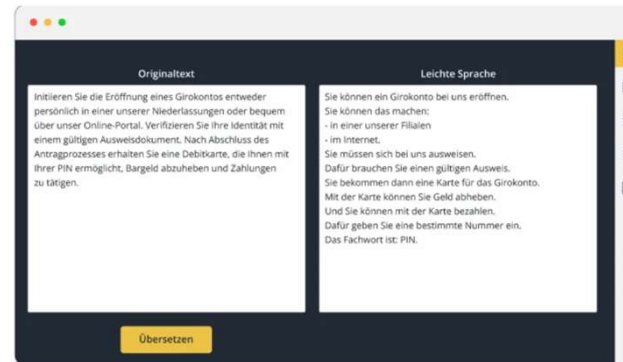 Originaltext
Initiieren Sie die Eröffnung eines Girokontos entweder
persönlich in einer unserer Niederlassungen oder bequem
über unser Online-Portal. Verifizieren Sie Ihre Identität mit
einem gültigen Ausweisdokument. Nach Abschluss des
Antragprozesses erhalten Sie eine Debitkarte, die Ihnen mit
Ihrer PIN ermöglicht, Bargeld abzuheben und Zahlungen
zu tätigen.
Leichte Sprache
Sie können ein Girokonto bei uns eröffnen.
Sie können das machen:
- in einer unserer Filialen
- im Internet.
Sie müssen sich bei uns ausweisen.
Dafür brauchen Sie einen gültigen Ausweis.
Sie bekommen dann eine Karte für das Girokonto.
Mit der Karte können Sie Geld abheben.
Und Sie können mit der Karte bezahlen.
Dafür geben Sie eine bestimmte Nummer ein.
Das Fachwort ist: PIN.
Übersetzen